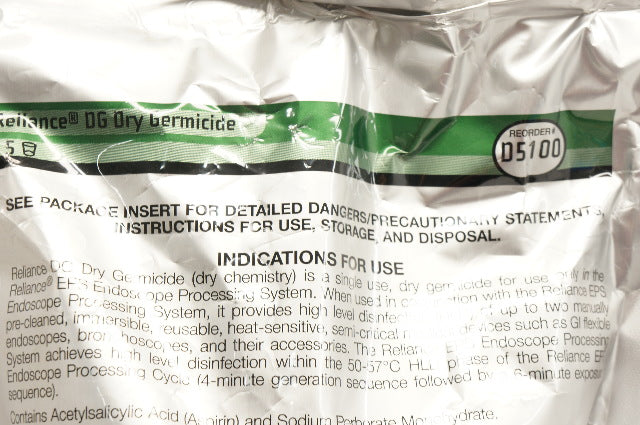 Reliance® DG Dry Germicide
REORDER#
5
D5100
SEE PACKAGE INSERT FOR DETAILED DANGERS/PRECAUTIONARY STATEMENTS,
INSTRUCTIONS FOR USE, STORAGE, AND DISPOSAL.
INDICATIONS FOR USE
Reliance DG Dry Germicide (dry chemistry) is a single use, dry germicide for use only in the
Reliance® EPS Endoscope Processing System. When used in with the Reliance EPS
Endoscope Processing System, it provides high level disinfect up to two manually
pre-cleaned, immersible, reusable, heat-sensitive, semi-critical devices such as GI flexible
endoscopes, bronchoscopes, and their accessories. The Reliance Endoscope Processing
System achieves high level disinfection within the 50-57°C HLD phase of the Reliance
Endoscope Processing Cycle (4-minute generation sequence followed by 6-minute exposure
sequence).
Contains Acetylsalicylic Acid (Aspirin) and Sodium Perborate Monohydrate.